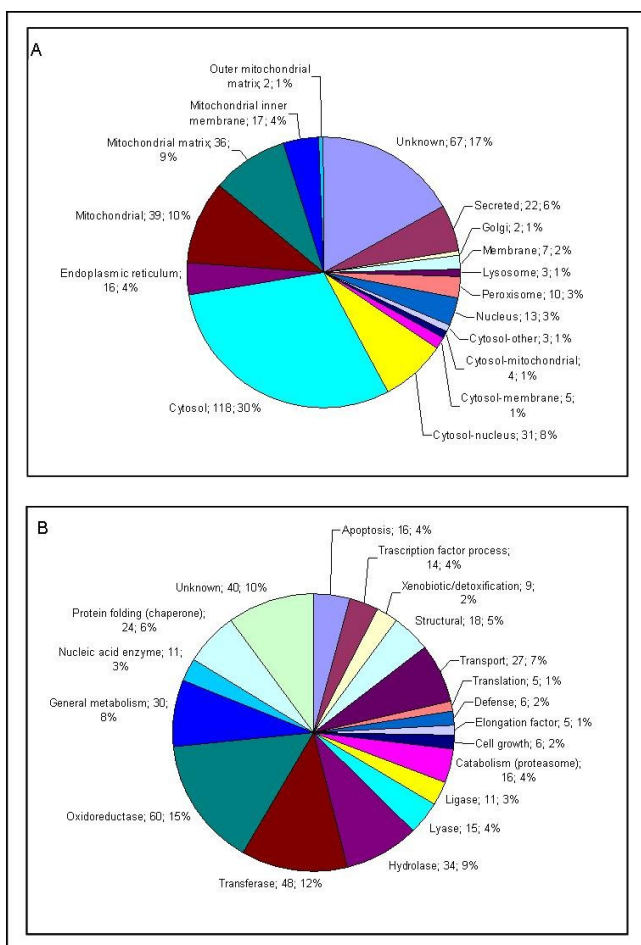 A
Outer mitochondrial
matrix; 2; 1%
Mitochondrial inner
membrane; 17; 4%
Mitochondrial matrix; 36;
9%
Mitochondrial; 39; 10%
Endoplasmic reticulum;
16; 4%
Cytosol; 118; 30%
Unknown; 67; 17%
Secreted; 22; 6%
Golgi; 2; 1%
Membrane; 7; 2%
Lysosome; 3; 1%
Peroxisome; 10; 3%
Nucleus; 13; 3%
Cytosol-other; 3; 1%
Cytosol-mitochondrial;
4; 1%
Cytosol-membrane; 5;
1%
Cytosol-nucleus; 31; 8%
B
Apoptosis; 16; 4%
Trascription factor process;
14; 4%
Xenobiotic/detoxification; 9;
2%
Structural; 18; 5%
Transport; 27; 7%
Translation; 5; 1%
Defense; 6; 2%
Elongation factor; 5; 1%
Cell growth; 6; 2%
Catabolism (proteasome);
16; 4%
Ligase; 11; 3%
Lyase; 15; 4%
Hydrolase; 34; 9%
Transferase; 48; 12%
Oxidoreductase; 60; 15%
General metabolism; 30;
8%
Nucleic acid enzyme; 11;
3%
Protein folding (chaperone);
24; 6%
Unknown; 40; 10%